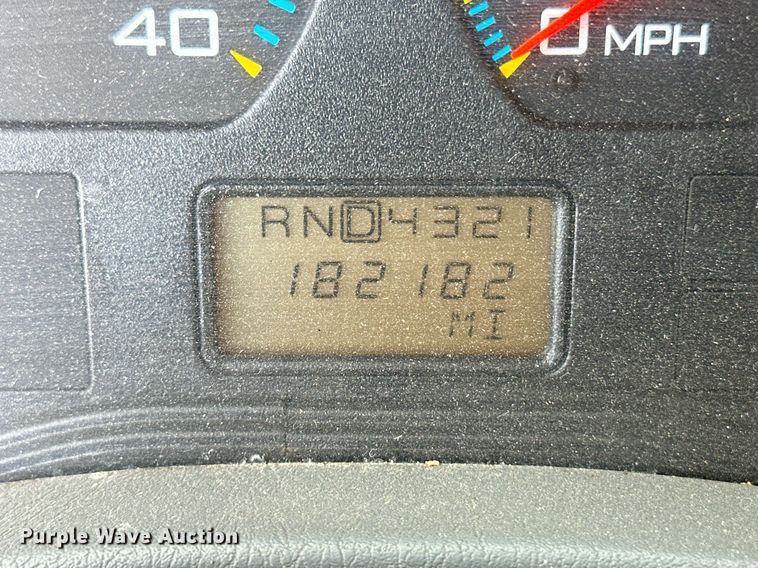 40
0 MPH
RND4321
182182
MI
Purple Wave Auction